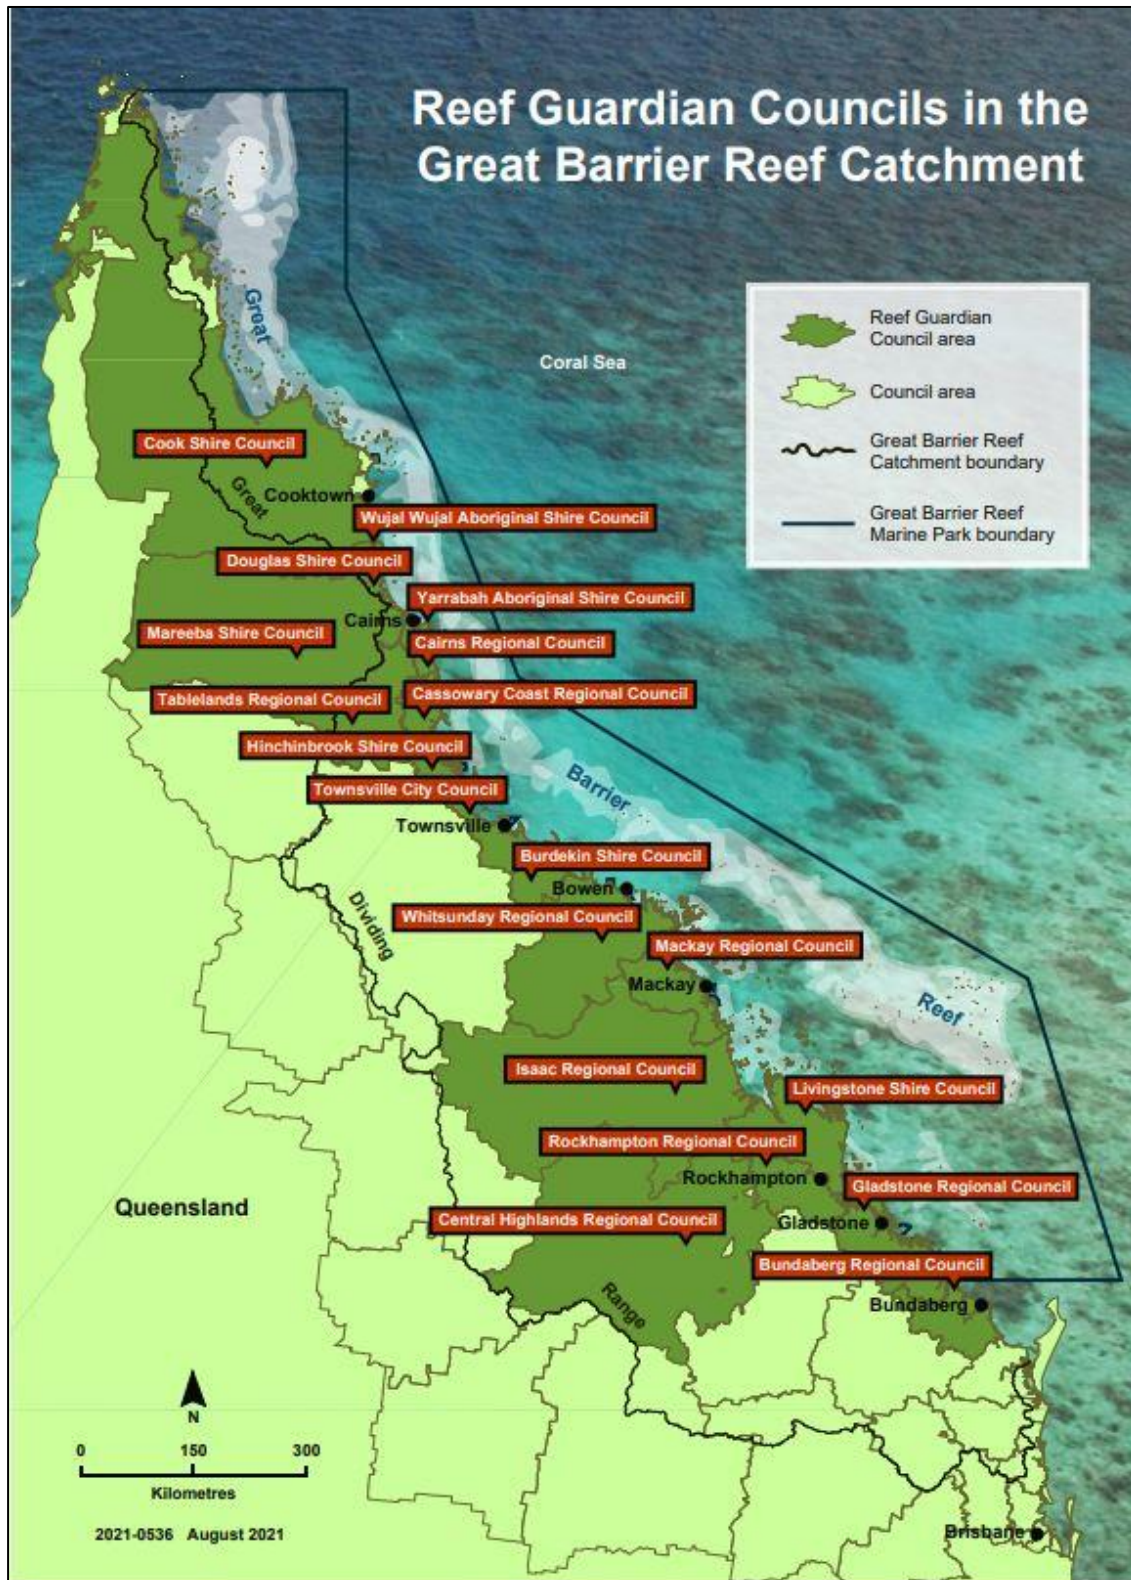 Reef Guardian Councils in the
Great Barrier Reef Catchment
Reef Guardian
Council area
Council area
Great Barrier Reef
Catchment boundary
Great Barrier Reef
Marine Park boundary
Great
Coral Sea
Cook Shire Council
Great
Cooktown
Wujal Wujal Aboriginal Shire Council
Douglas Shire Council
Yarrabah Aboriginal Shire Council
Cairns
Mareeba Shire Council
Cairns Regional Council
Tablelands Regional Council
Cassowary Coast Regional Council
Hinchinbrook Shire Council
Barrier
Townsville City Council
Townsville
Burdekin Shire Council
Bowen
Dividing
Whitsunday Regional Council
Mackay Regional Council
Mackay
Reef
Isaac Regional Council
Livingstone Shire Council
Rockhampton Regional Council
Rockhampton
Gladstone Regional Council
Queensland
Central Highlands Regional Council
Gladstone
Bundaberg Regional Council
Range
Bundaberg
N
0 150 300
Kilometres
2021-0536 August 2021
Brisbane